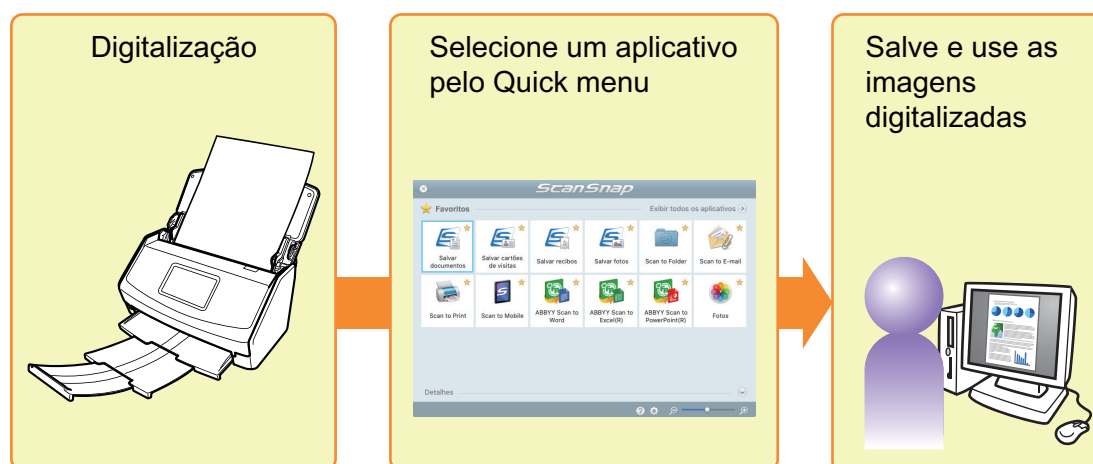 Digitalização
Selecione um aplicativo
pelo Quick menu
ScanSnap
Favoritos
Exibir todos os aplicativos
Salvar
documentos
Salvar cartões
de visitas
Salvar recibos
Salvar fotos
Scan to Folder
Scan to E-mail
Scan to Print
Scan to Mobile
ABBYY Scan to
Word
ABBYY Scan to
Excel(R)
ABBYY Scan to
PowerPoint(R)
Fotos
Detalhes
Salve e use as
imagens
digitalizadas